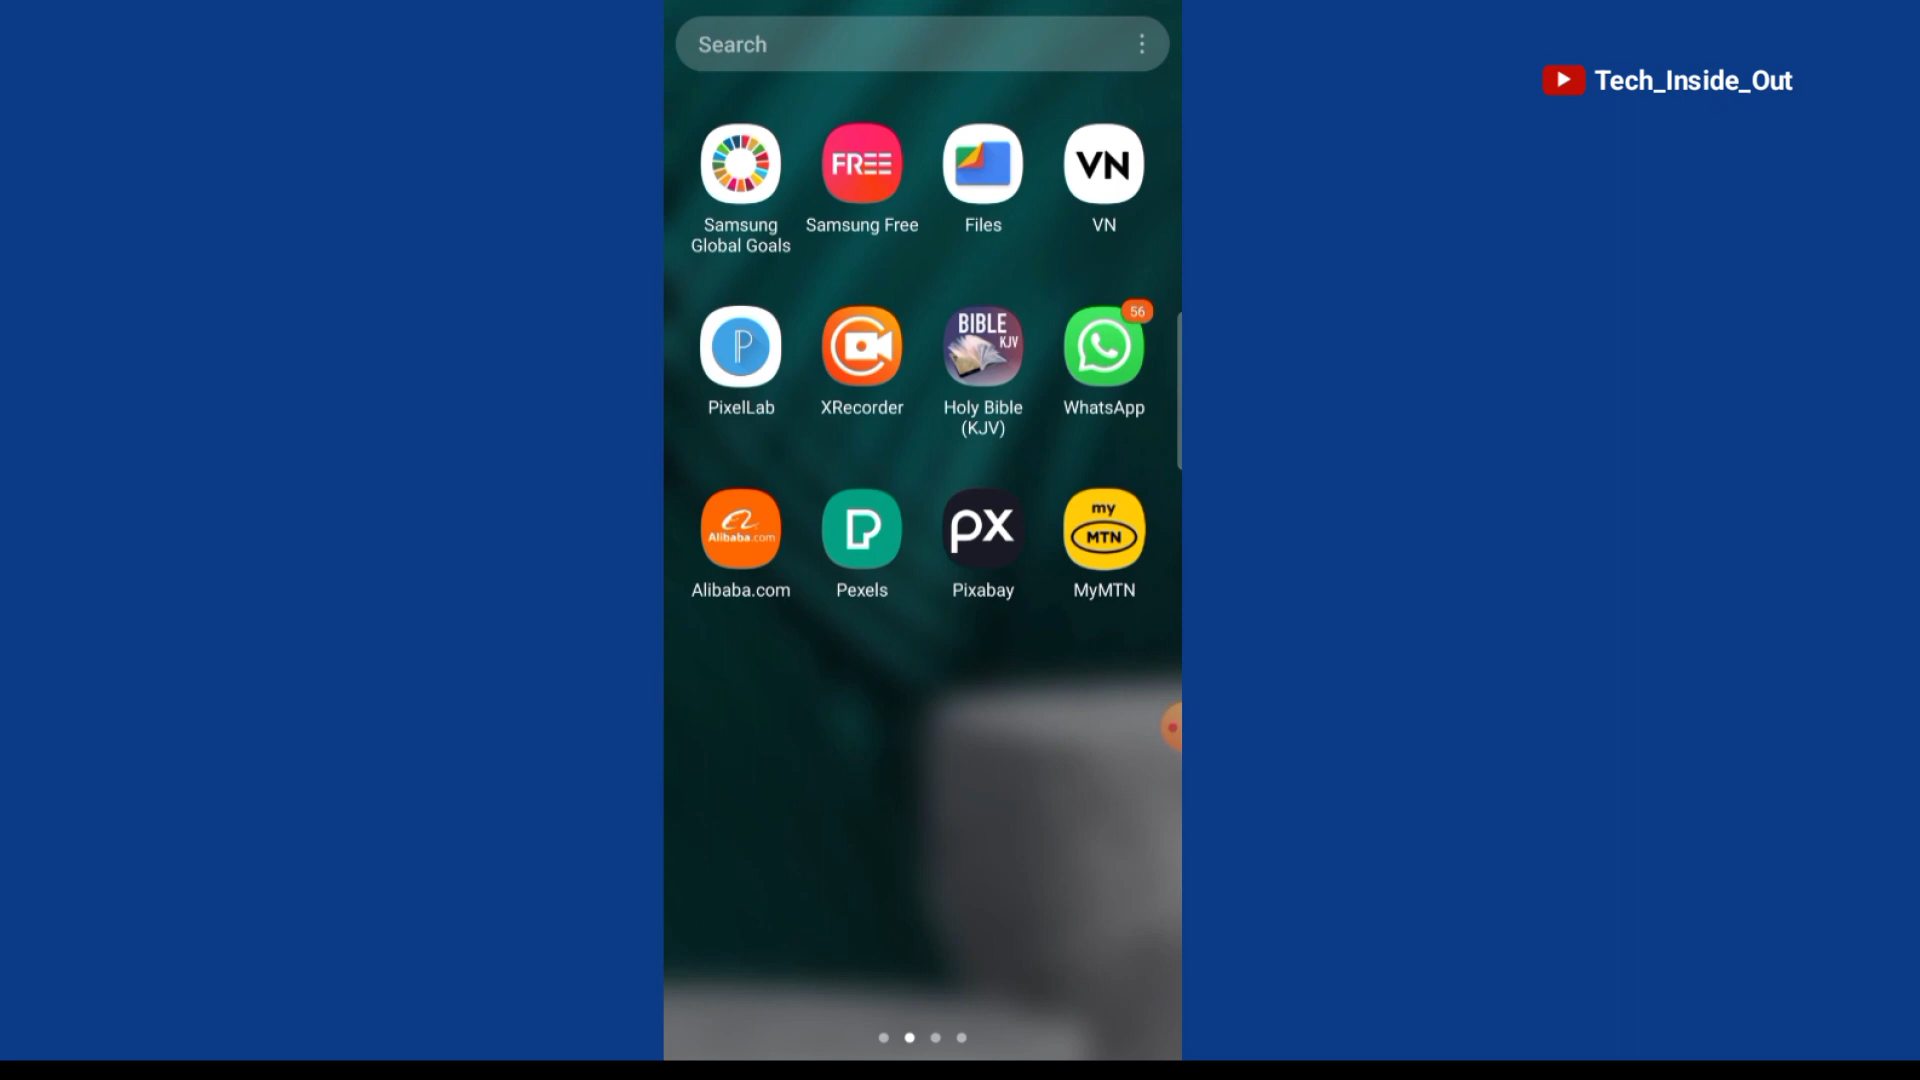 Search
Tech_Inside_Out
FREE
VN
Samsung
Global Goals
Samsung Free
Files
VN
P
BIBLE
KJV
56
PixelLab
XRecorder
Holy Bible
(KJV)
WhatsApp
Alibaba.com
P
px
my
MTN
Alibaba.com
Pexels
Pixabay
MyMTN